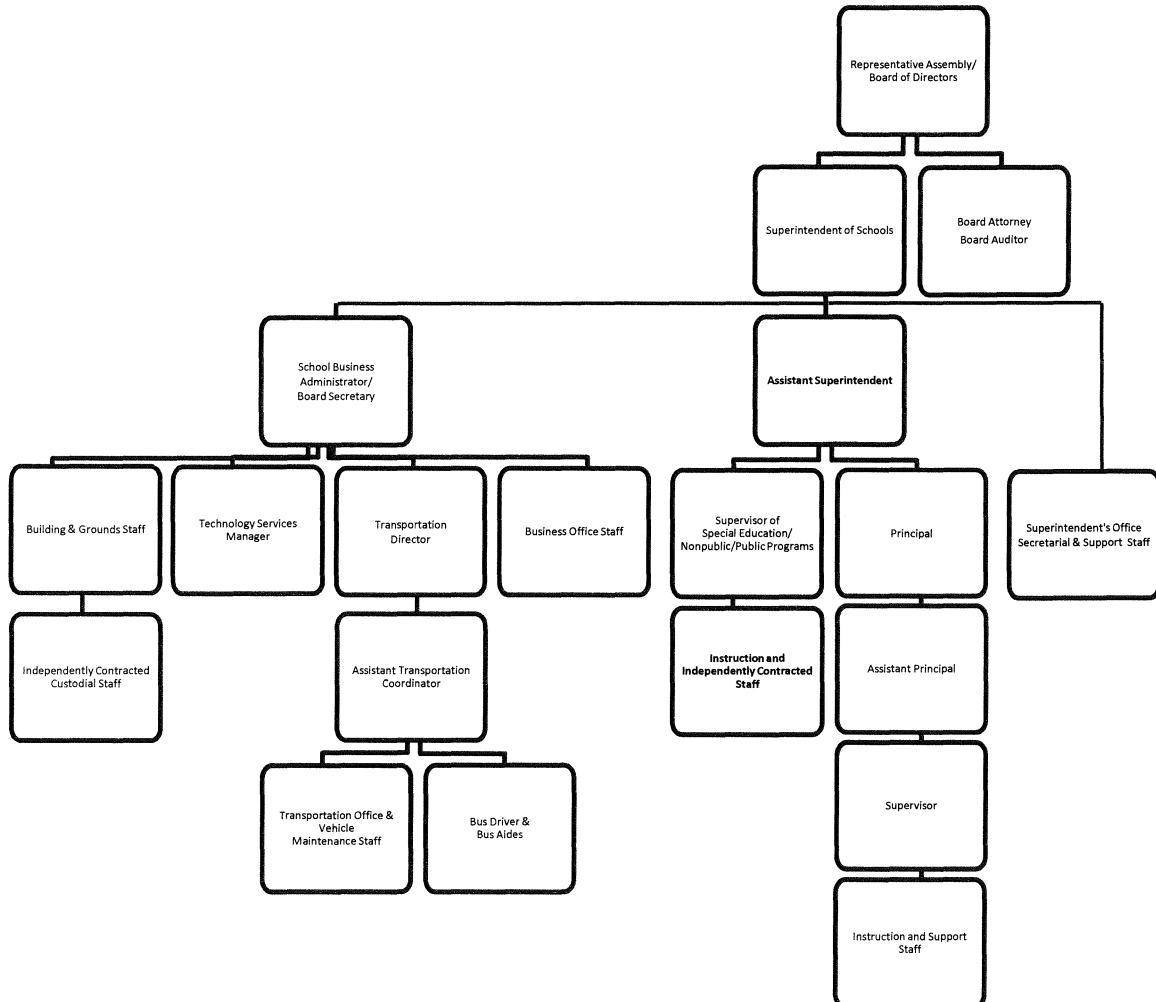 Representative Assembly/
Board of Directors
Superintendent of Schools
Board Attorney
Board Auditor
School Business
Administrator/
Board Secretary
Assistant Superintendent
Building & Grounds Staff
Technology Services
Manager
Transportation
Director
Business Office Staff
Supervisor of
Special Education/
Nonpublic/Public Programs
Principal
Superintendent's Office
Secretarial & Support Staff
Independently Contracted
Custodial Staff
Assistant Transportation
Coordinator
Instruction and
Independently Contracted
Staff
Assistant Principal
Transportation Office &
Vehicle
Maintenance Staff
Bus Driver &
Bus Aides
Supervisor
Instruction and Support
Staff